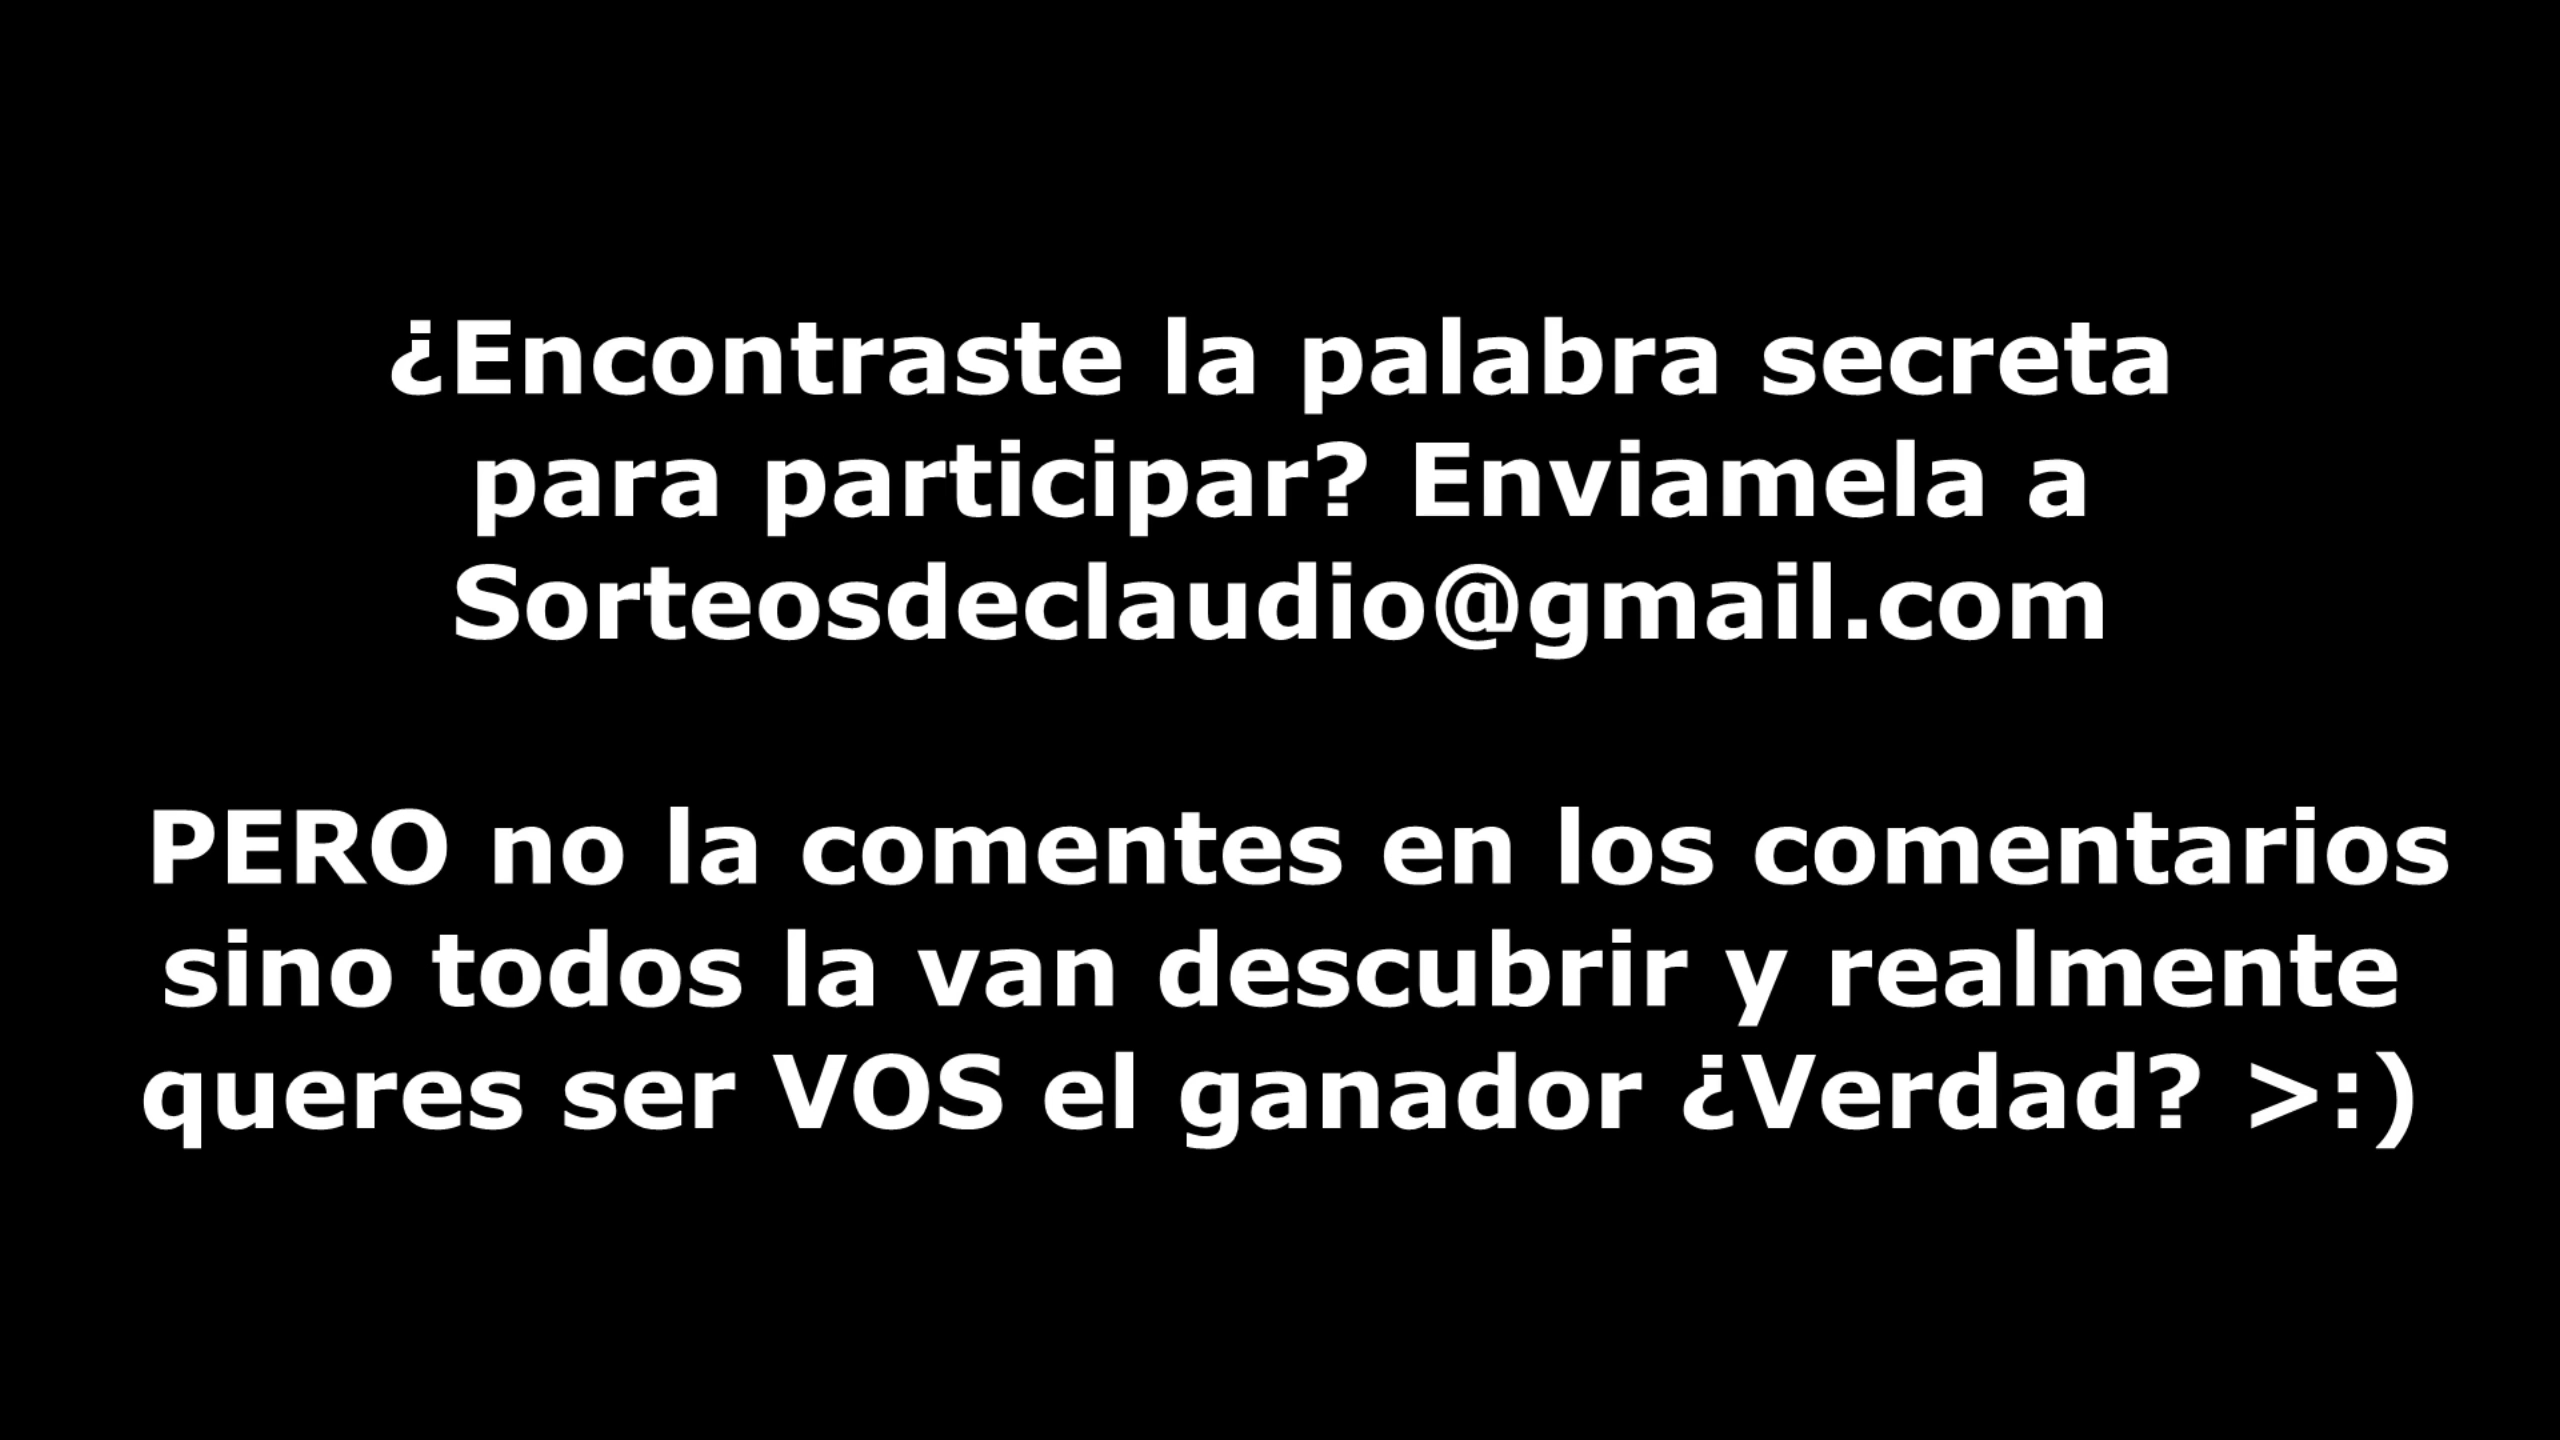 ¿Encontraste la palabra secreta
para participar? Enviamela a
Sorteosdeclaudio@gmail.com
PERO no la comentes en los comentarios
sino todos la van descubrir y realmente
queres ser VOS el ganador ¿Verdad? >:)